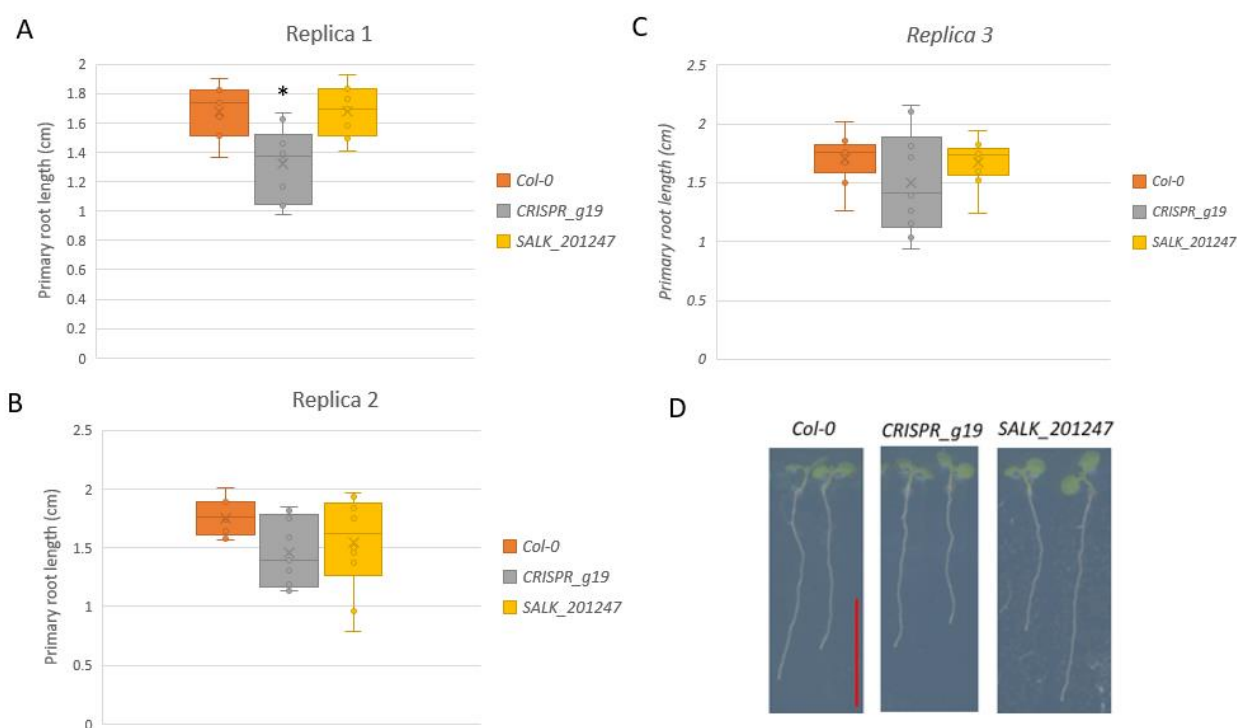 A
Replica 1
Primary root length (cm)
2
1.8
1.6
1.4
1.2
1
0.8
0.6
0.4
0.2
0
*
Col-0
CRISPR_g19
SALK_201247
B
Replica 2
Primary root length (cm)
2.5
2
1.5
1
0.5
0
Col-0
CRISPR_g19
SALK_201247
C
Replica 3
Primary root length (cm)
2.5
2
1.5
1
0.5
0
Col-0
CRISPR_g19
SALK_201247
D
Col-0
CRISPR_g19
SALK_201247